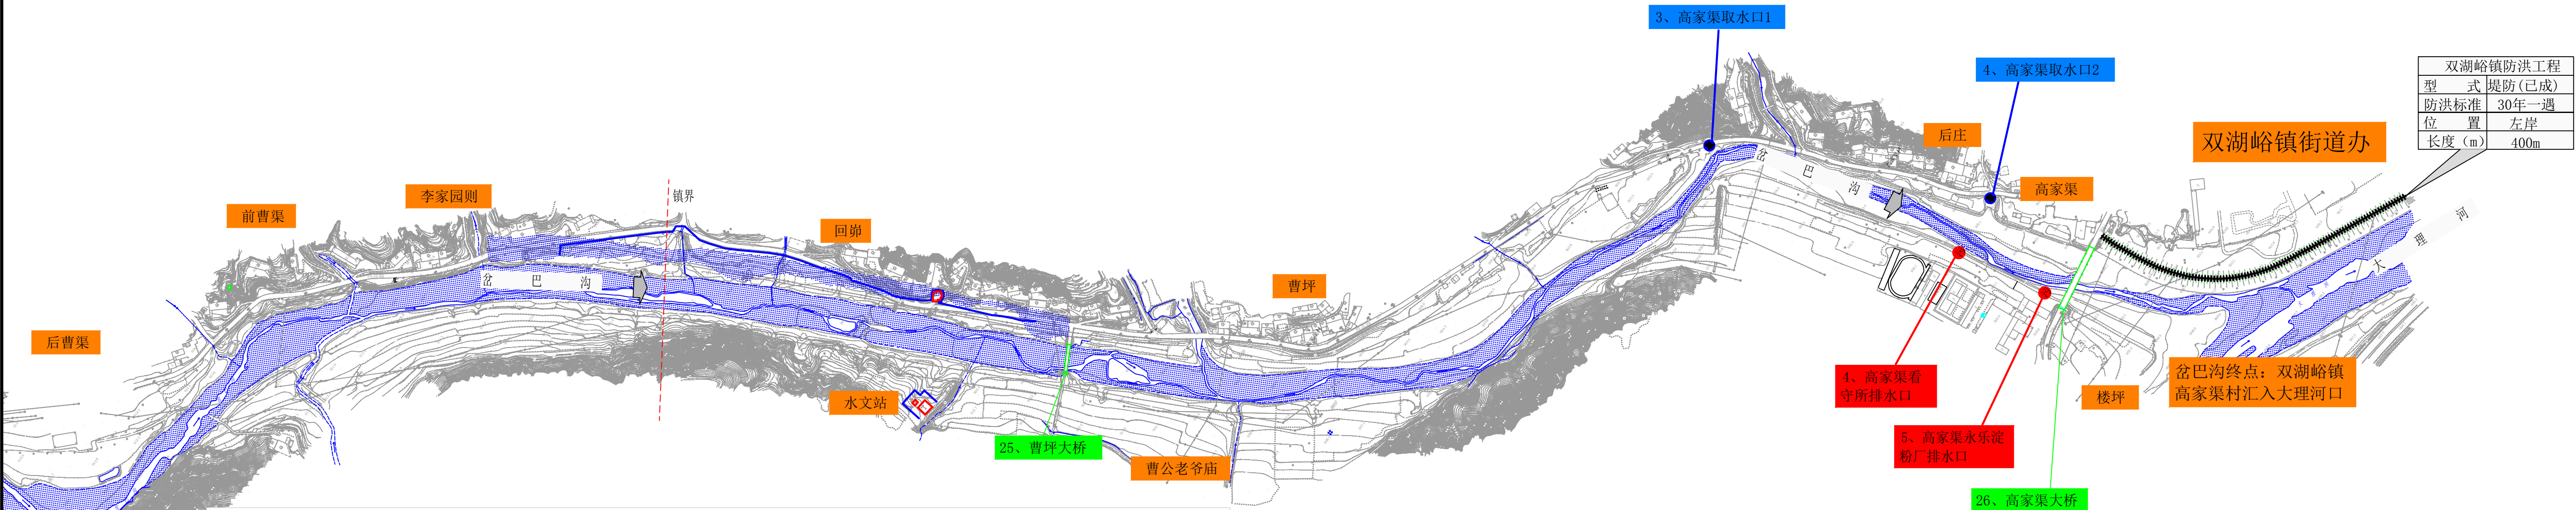 3、高家渠取水口1
4、高家渠取水口2
双湖峪镇防洪工程
型 式 堤防(已成)
防洪标准 30年一遇
位 置 左岸
长度（m） 400m
双湖峪镇街道办
后庄
高家渠
岔巴沟
大理河
李家园则
前曹渠
镇界
回峁
曹坪
岔巴沟
后曹渠
水文站
25、曹坪大桥
曹公老爷庙
4、高家渠看
守所排水口
5、高家渠永乐淀
粉厂排水口
26、高家渠大桥
楼坪
岔巴沟终点：双湖峪镇
高家渠村汇入大理河口